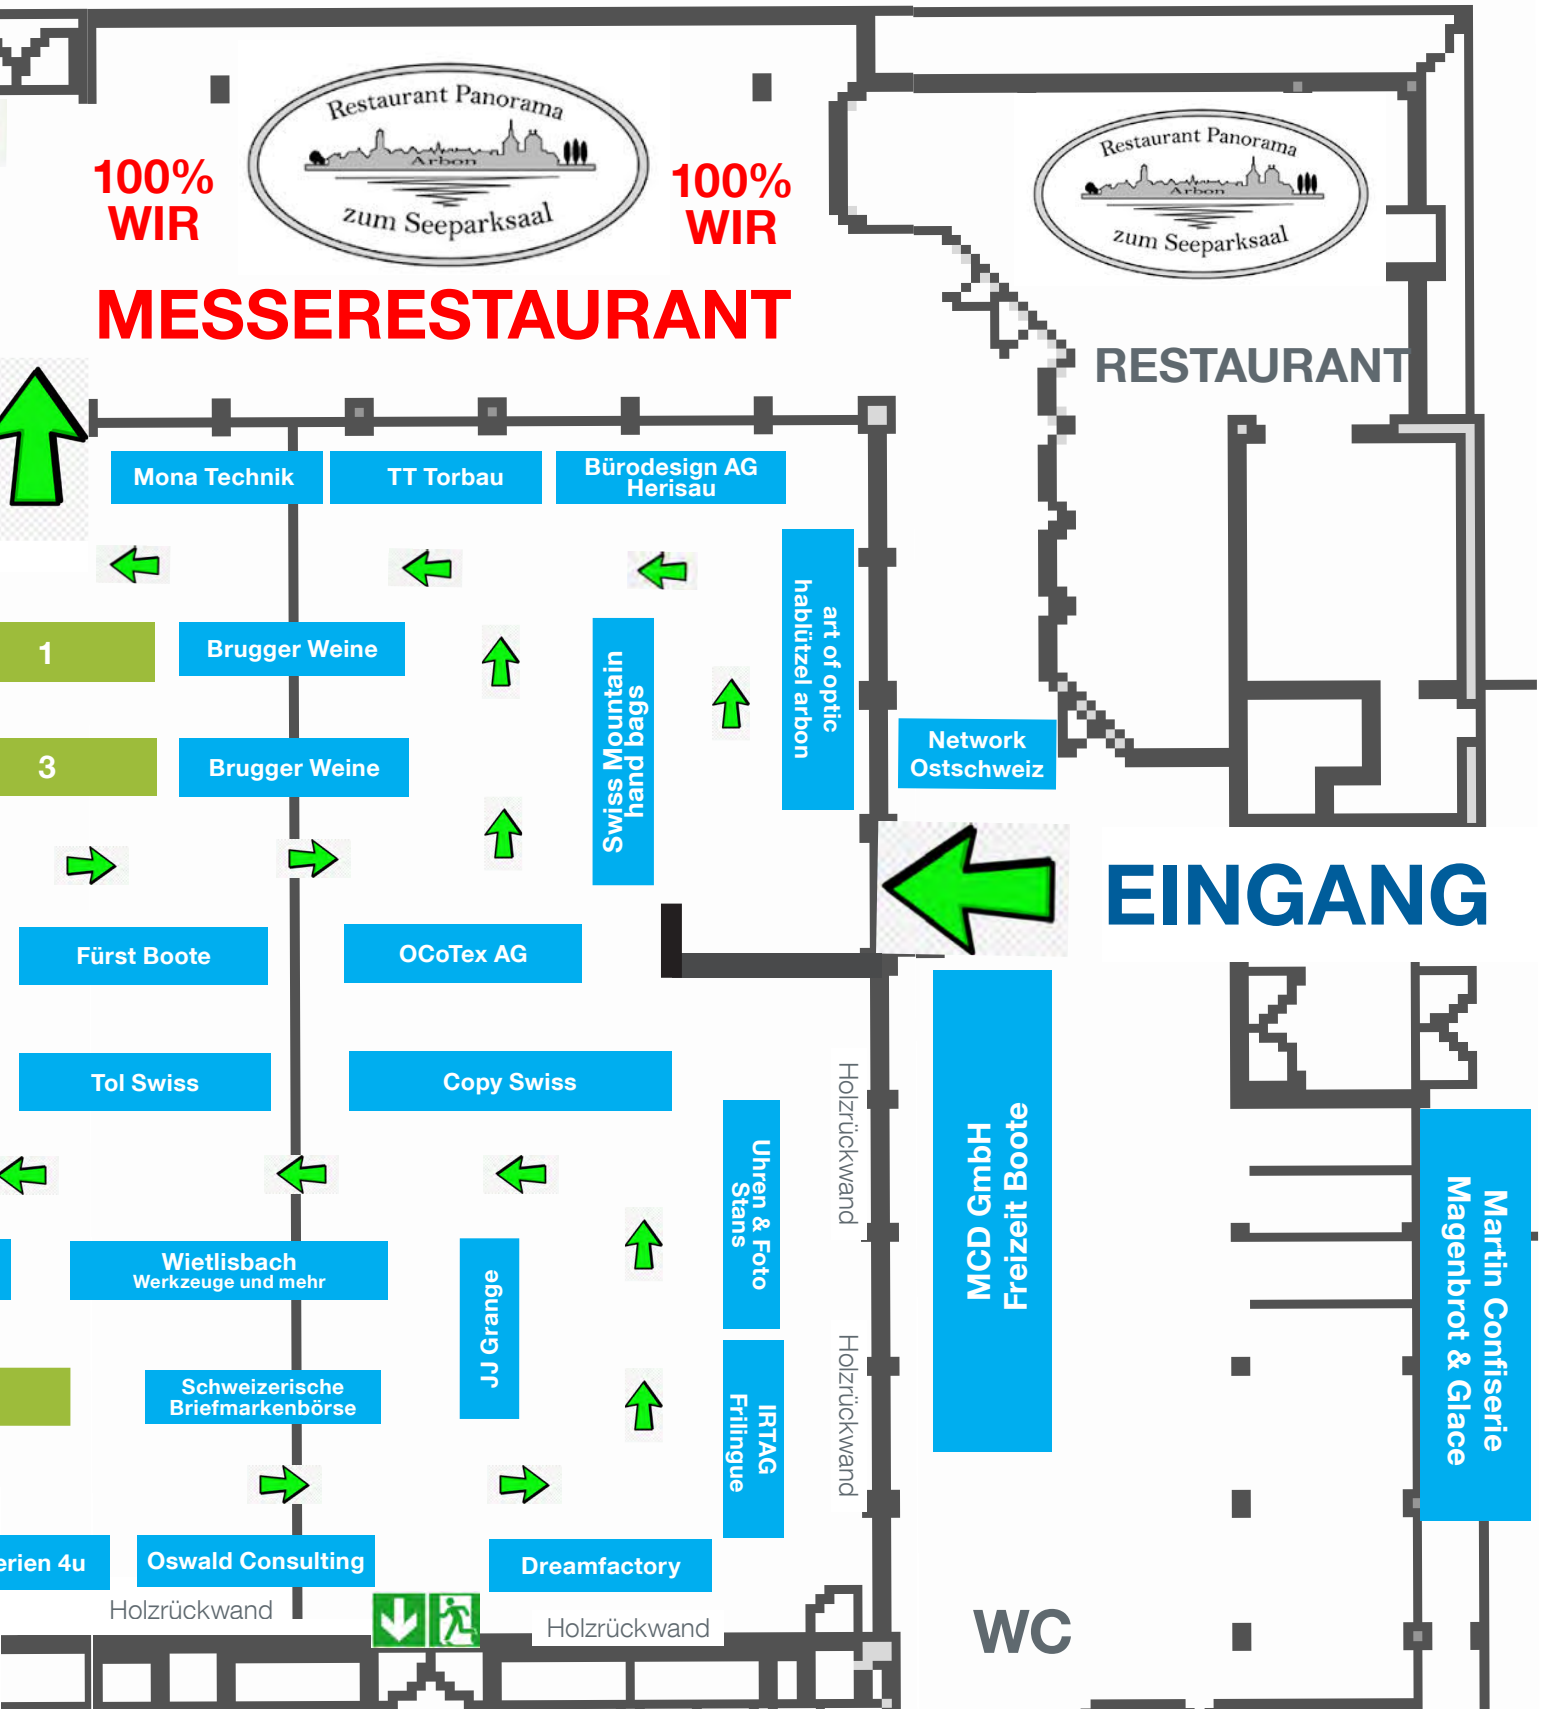 Restaurant Panorama
Arbon
zum Seeparksaal
100%
WIR
100%
WIR
MESSERESTAURANT
Restaurant Panorama
Arbon
zum Seeparksaal
RESTAURANT
Mona Technik
TT Torbau
Bürodesign AG
Herisau
art of optic
hablützel arbon
1
Brugger Weine
Swiss Mountain
hand bags
3
Brugger Weine
Network
Ostschweiz
EINGANG
Fürst Boote
OCoTex AG
Tol Swiss
Copy Swiss
Holzrückwand
Uhren & Foto
Stans
MCD GmbH
Freizeit Boote
Martin Confiserie
Magenbrot & Glace
Wietlisbach
Werkzeuge und mehr
JJ Grange
Schweizerische
Briefmarkenbörse
IRTAG
Frilingue
Holzrückwand
erien 4u
Oswald Consulting
Dreamfactory
Holzrückwand
Holzrückwand
WC